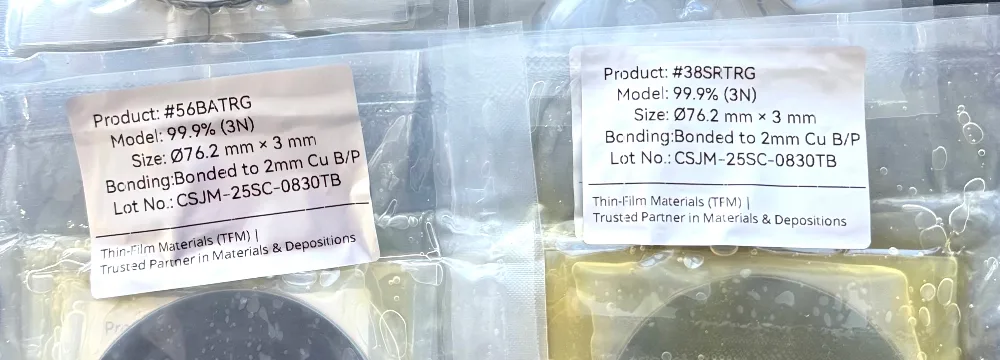 Product: #56BATRG
Model: 99.9% (3N)
Size: Ø76.2 mm × 3 mm
Bonding:Bonded to 2mm Cu B/P
Lot No.: CSJM-25SC-0830TB
Thin-Film Materials (TFM) |
Trusted Partner in Materials & Depositions
Product: #38SRTRG
Model: 99.9% (3N)
Size: Ø76.2 mm × 3 mm
Bonding:Bonded to 2mm Cu B/P
Lot No.: CSJM-25SC-0830TB
Thin-Film Materials (TFM) |
Trusted Partner in Materials & Depositions